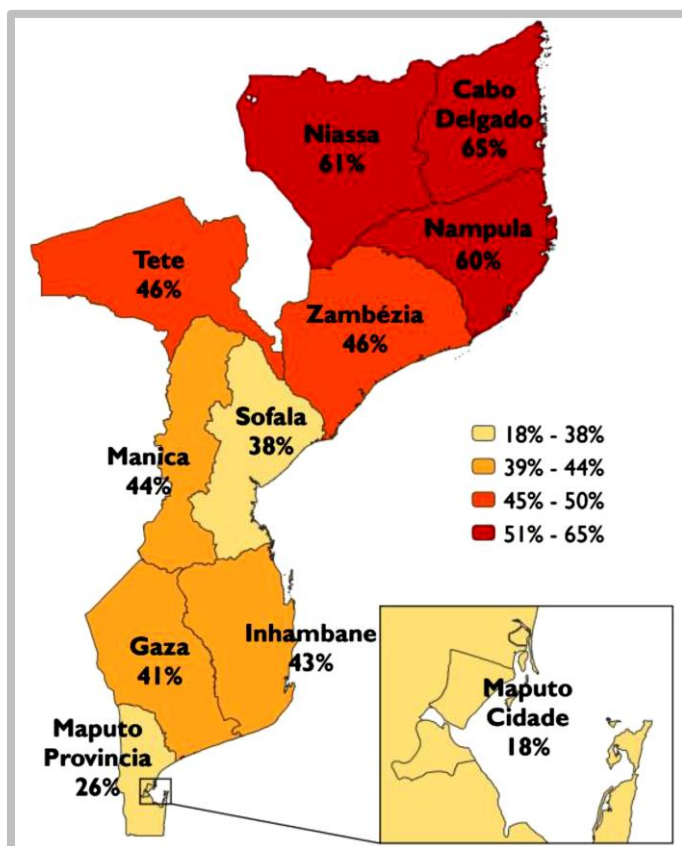 Cabo
Delgado
65%
Niassa
61%
Nampula
60%
Tete
46%
Zambézia
46%
Sofala
38%
Manica
44%
18% - 38%
39% - 44%
45% - 50%
51% - 65%
Inhambane
43%
Gaza
41%
Maputo
Provincia
26%
Maputo
Cidade
18%